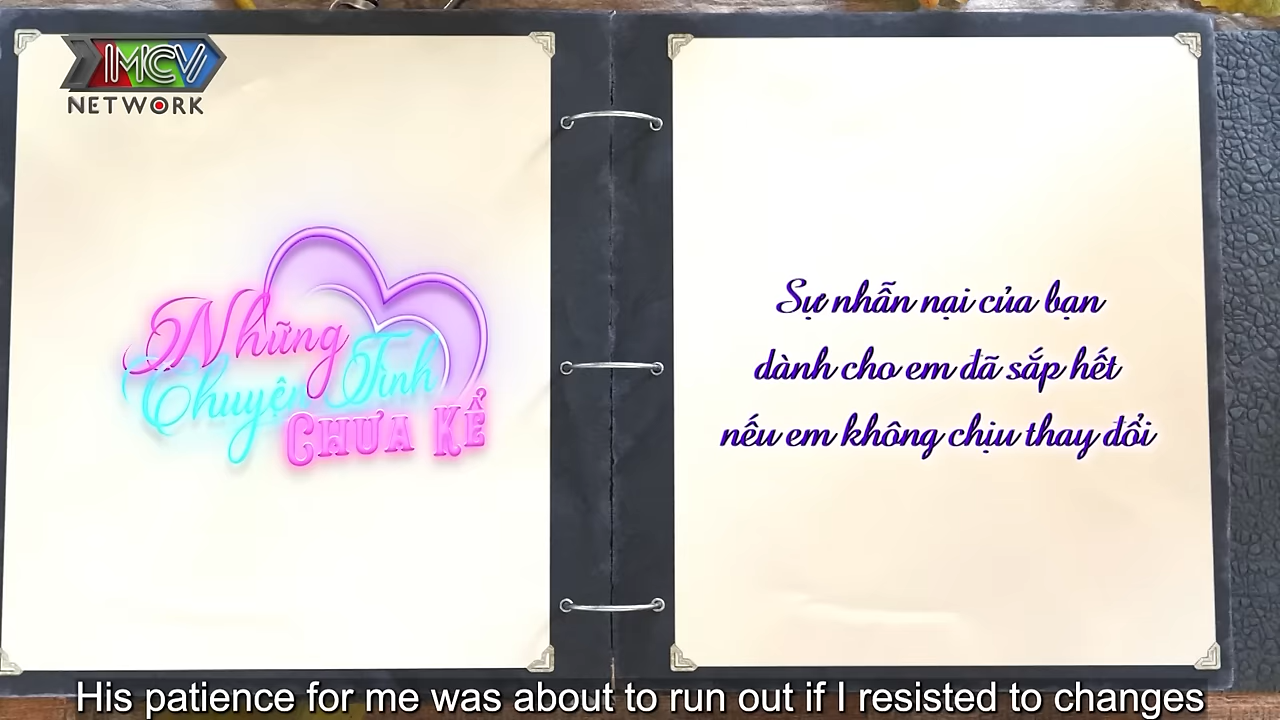 MCV
NETWORK
Những
Chuyện Tình
CHƯA KỂ
Sự nhẫn nại của bạn
dành cho em đã sắp hết
nếu em không chịu thay đổi
His patience for me was about to run out if I resisted to changes